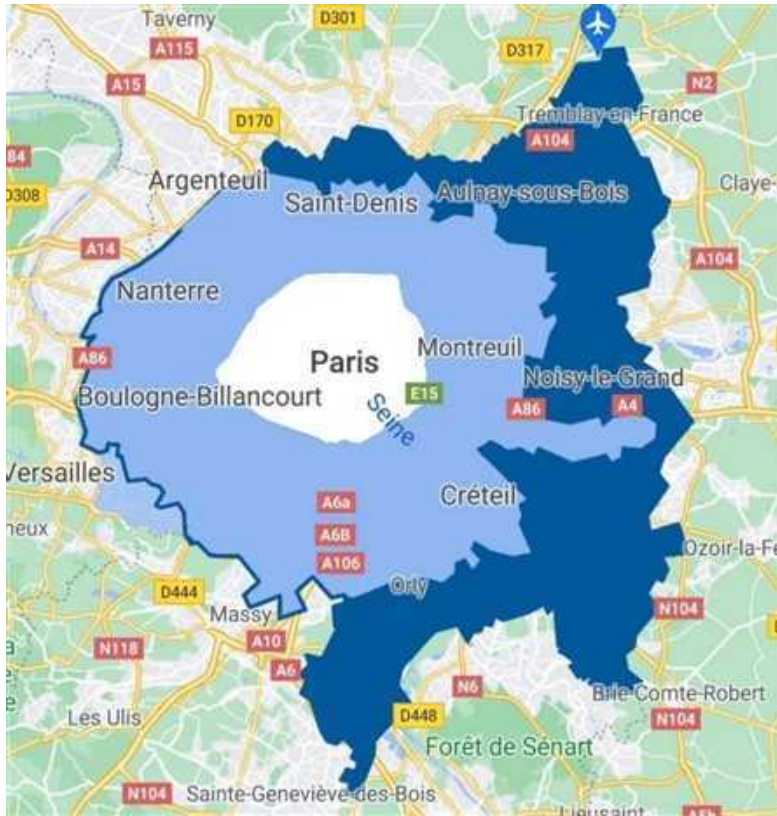 Taverny
D301
A115
D317
A15
N2
D170
Tremblay-en-France
A104
84
Argenteuil
Aulnay-sous-Bois
Claye-
D308
Saint-Denis
A14
A104
Nanterre
Montreuil
A86
Paris
Noisy-le-Grand
Boulogne-Billancourt
E15
A86
A4
Seine
Versailles
Créteil
A6a
neux
A6B
Ozoir-la-Fe
A106
D444
Orly
Massy
N104
A10
N118
A6
N6
Brie-Comte-Robert
Les Ulis
D448
N104
Forêt de Sénart
N104
Sainte-Geneviève-des-Bois
Lieusaint
A5b